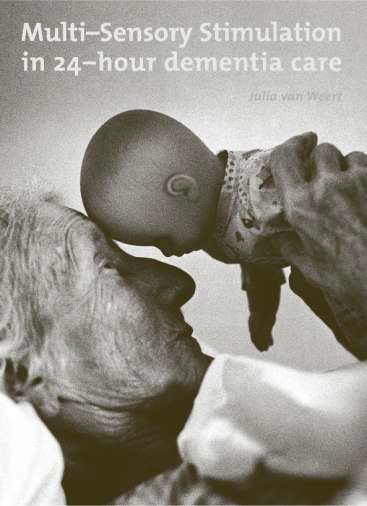 Multi–Sensory Stimulation
in 24–hour dementia care
Julia van Weert